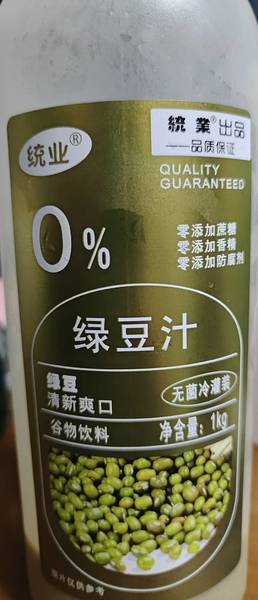 统业®
統業®出品
——品质保证
QUALITY
GUARANTEED
0%
零添加蔗糖
零添加香精
零添加防腐剂
绿豆汁
绿豆
清新爽口
无菌冷灌装
谷物饮料
净含量：1kg
图片仅供参考